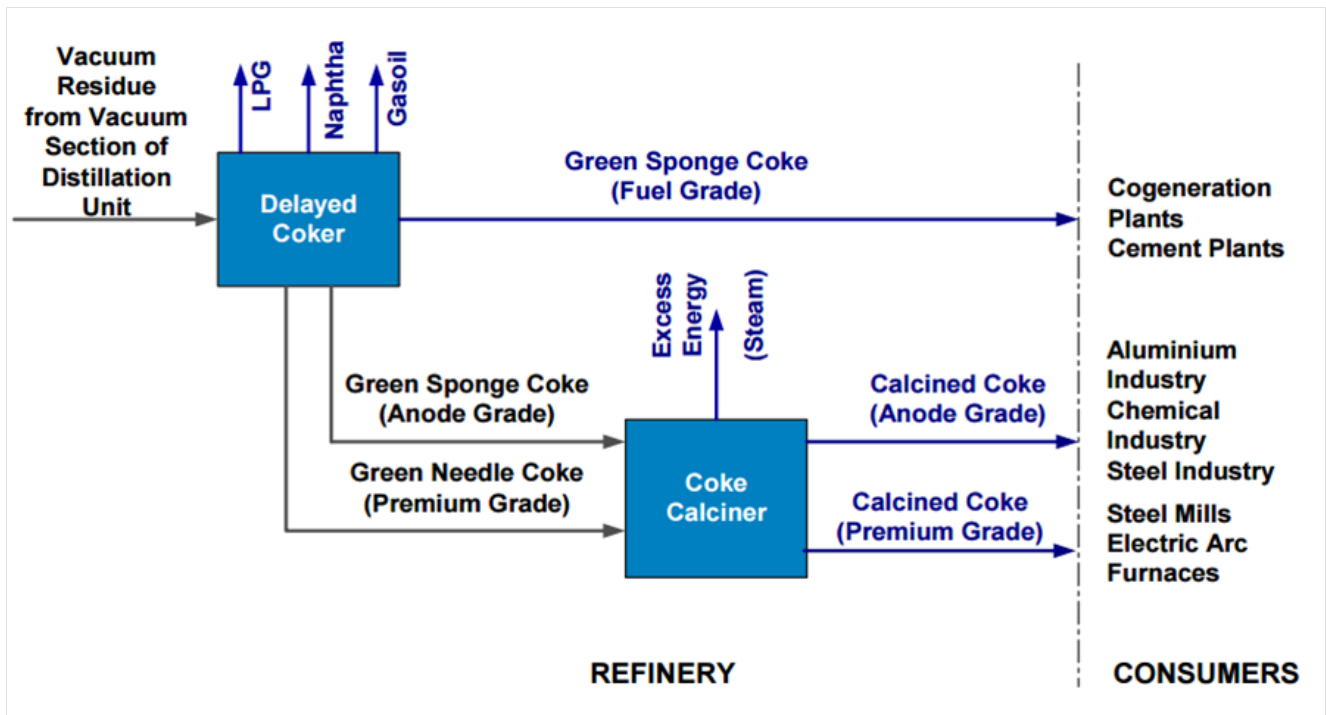 Vacuum
Residue
from Vacuum
Section of
Distillation
Unit
LPG
Naphtha
Gasoil
Delayed
Coker
Green Sponge Coke
(Fuel Grade)
Cogeneration
Plants
Cement Plants
Excess
Energy
(Steam)
Green Sponge Coke
(Anode Grade)
Green Needle Coke
(Premium Grade)
Coke
Calciner
Calcined Coke
(Anode Grade)
Calcined Coke
(Premium Grade)
Aluminium
Industry
Chemical
Industry
Steel Industry
Steel Mills
Electric Arc
Furnaces
REFINERY
CONSUMERS